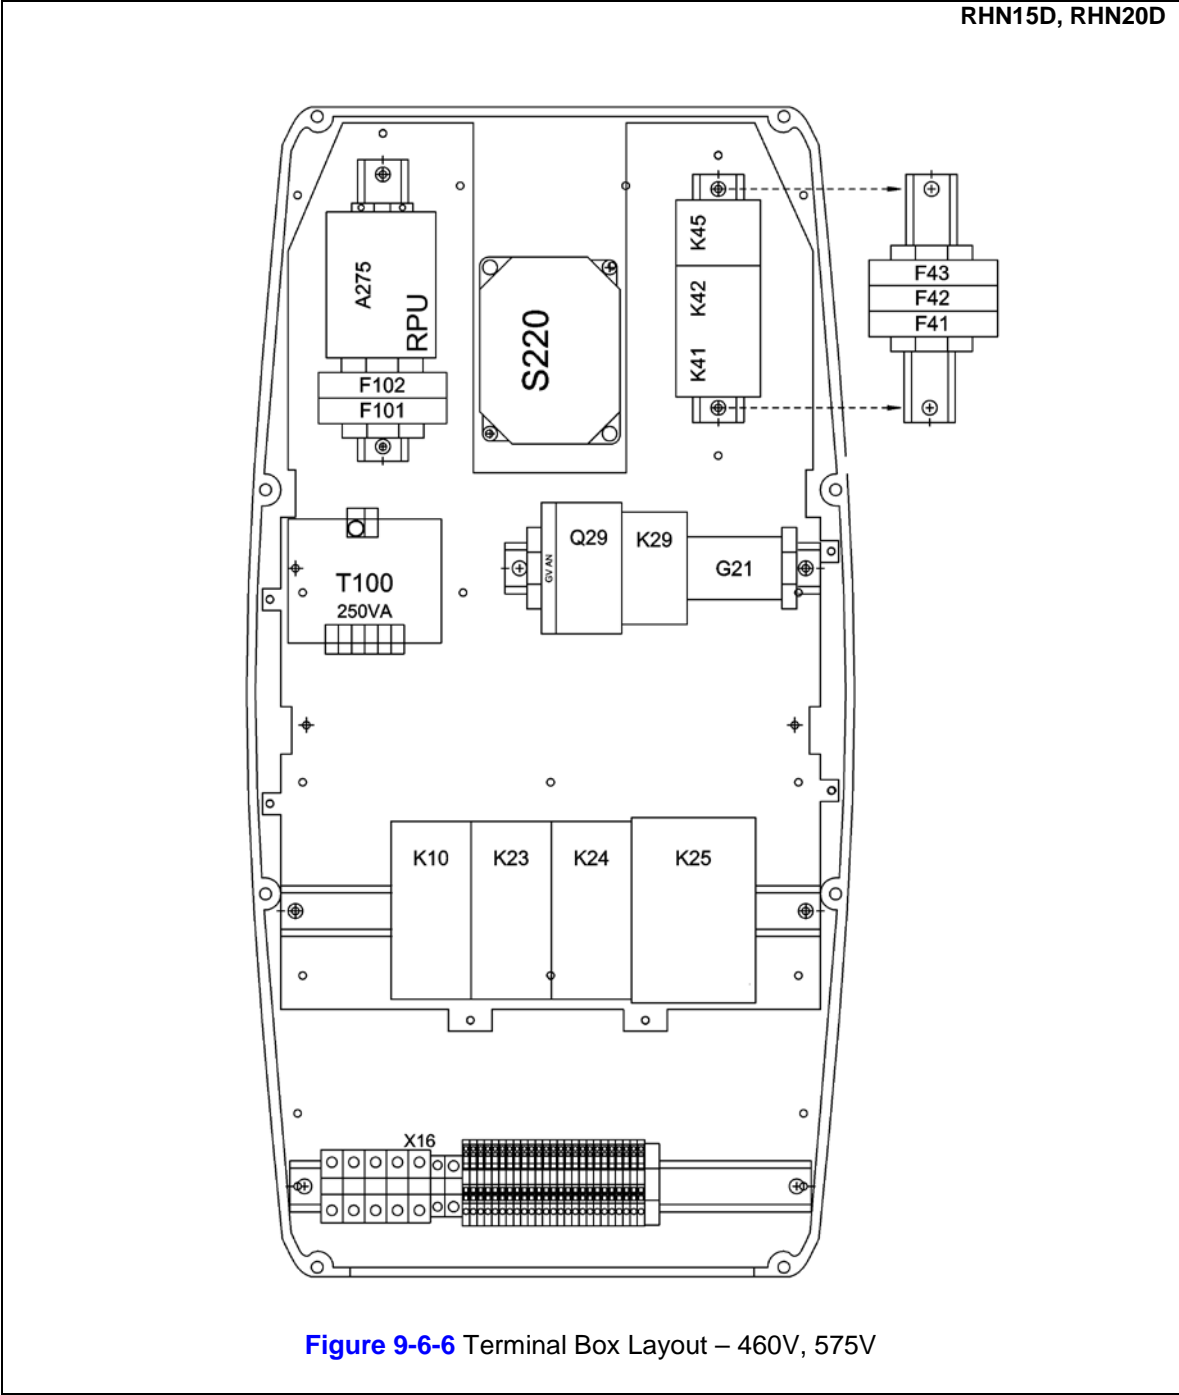 RHN15D, RHN20D
A275
RPU
F102
F101
S220
K45
K42
K41
F43
F42
F41
T100
250VA
GV AN
Q29
K29
G21
K10
K23
K24
K25
X16
Figure 9-6-6 Terminal Box Layout – 460V, 575V